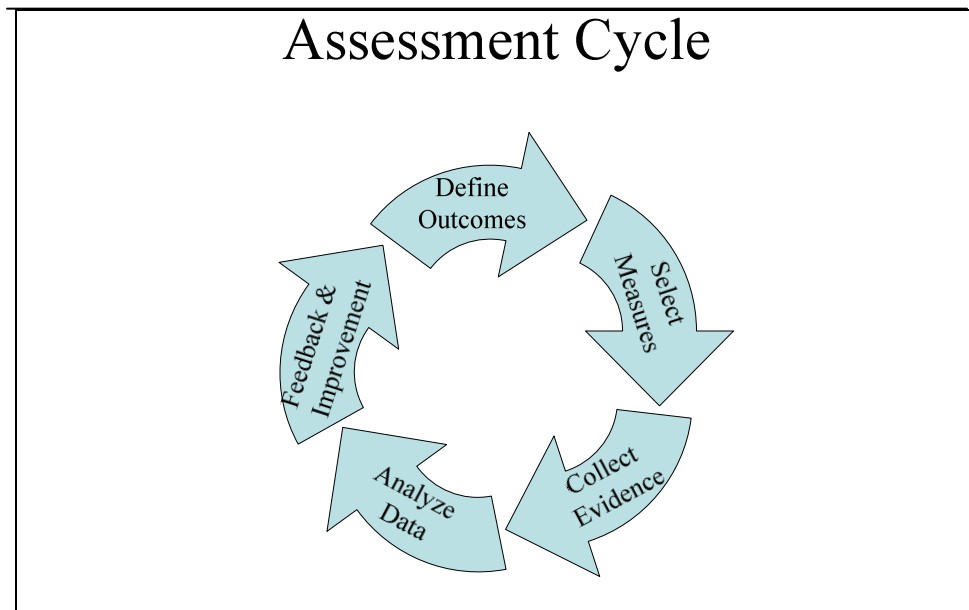 Assessment Cycle
Define
Outcomes
Select
Measures
Collect
Evidence
Analyze
Data
Feedback &
Improvement